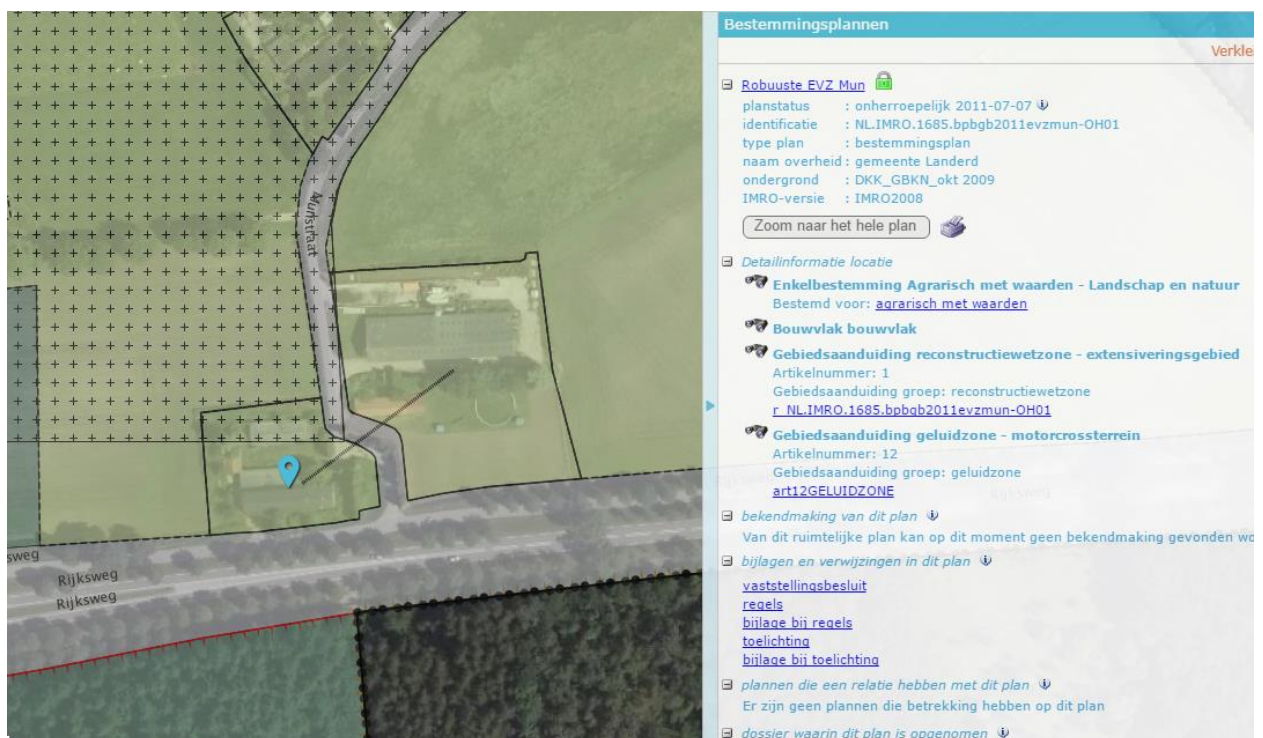 Munstraat
sweg
Rijksweg
Rijksweg
Bestemmingsplannen
Verkle
Robuuste EVZ Mun
planstatus : onherroepelijk 2011-07-07
identificatie : NL.IMRO.1685.bpbgb2011evzmun-OH01
type plan : bestemmingsplan
naam overheid : gemeente Landerd
ondergrond : DKK_GBKN_okt 2009
IMRO-versie : IMRO2008
Zoom naar het hele plan
Detailinformatie locatie
Enkelbestemming Agrarisch met waarden - Landschap en natuur
Bestemd voor: agrarisch met waarden
Bouwvlak bouwvlak
Gebiedsaanduiding reconstructiewetzone - extensiveringsgebied
Artikelnummer: 1
Gebiedsaanduiding groep: reconstructiewetzone
r_NL.IMRO.1685.bpbgb2011evzmun-OH01
Gebiedsaanduiding geluidzone - motorcrossterrein
Artikelnummer: 12
Gebiedsaanduiding groep: geluidzone
art12GELUIDZONE
bekendmaking van dit plan
Van dit ruimtelijke plan kan op dit moment geen bekendmaking gevonden wo
bijlagen en verwijzingen in dit plan
vaststellingsbesluit
regels
bijlage bij regels
toelichting
bijlage bij toelichting
plannen die een relatie hebben met dit plan
Er zijn geen plannen die betrekking hebben op dit plan
dossier waarin dit plan is opgenomen